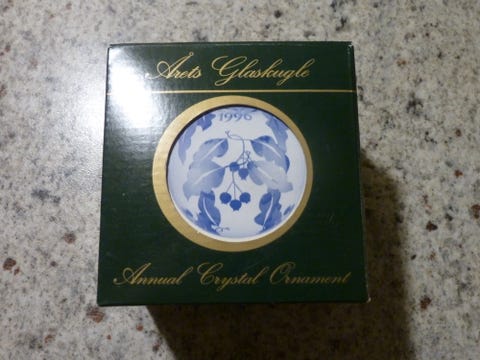 Årets Glaskugle
1996
Annual Crystal Ornament